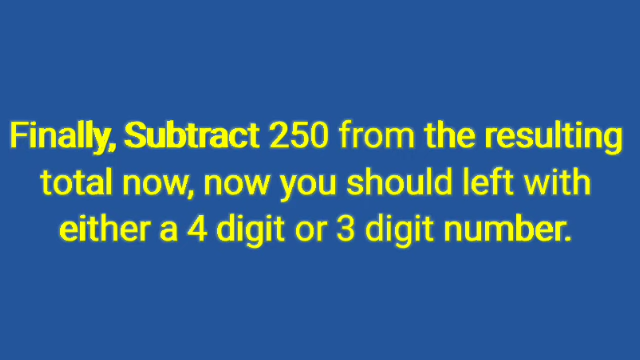 Finally, Subtract 250 from the resulting
total now, now you should left with
either a 4 digit or 3 digit number.